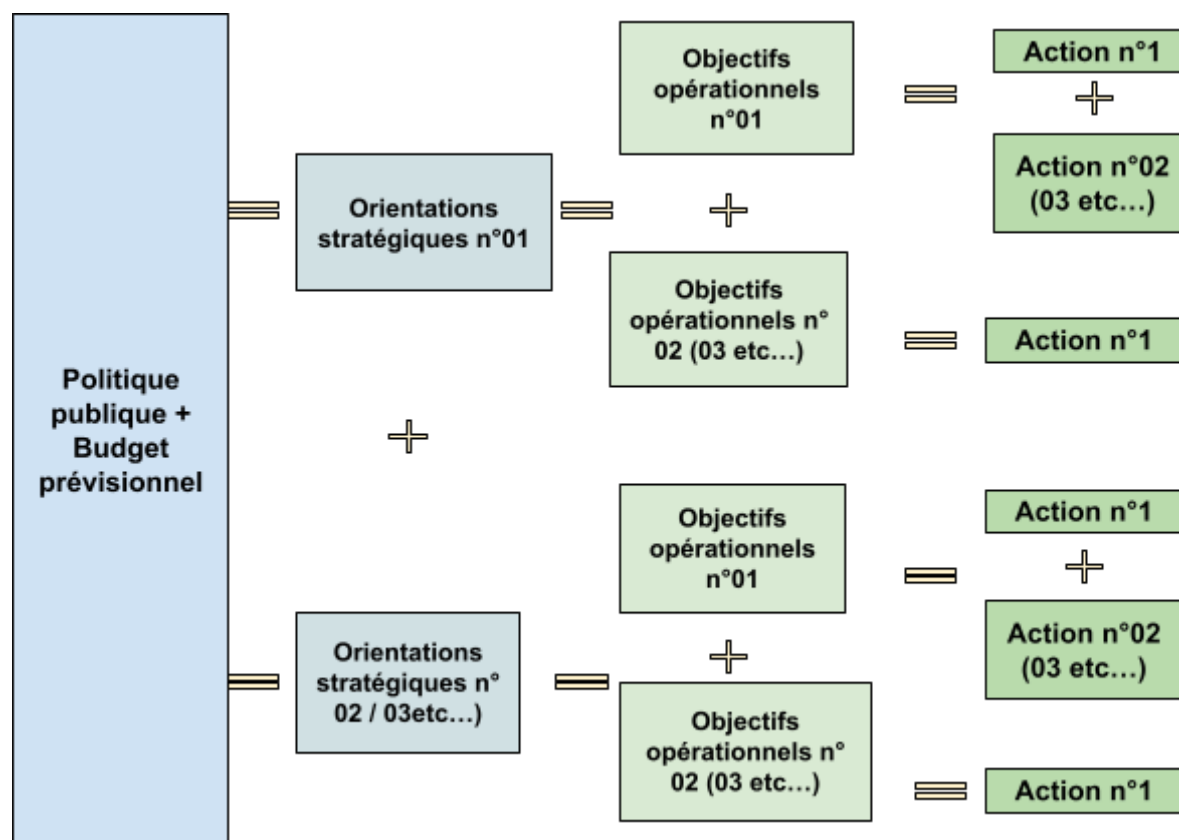 Politique
publique +
Budget
prévisionnel
Orientations
stratégiques n°01
Objectifs
opérationnels
n°01
Action n°1
Action n°02
(03 etc…)
Objectifs
opérationnels n°
02 (03 etc…)
Action n°1
Orientations
stratégiques n°
02 / 03etc…)
Objectifs
opérationnels
n°01
Action n°1
Action n°02
(03 etc…)
Objectifs
opérationnels n°
02 (03 etc…)
Action n°1